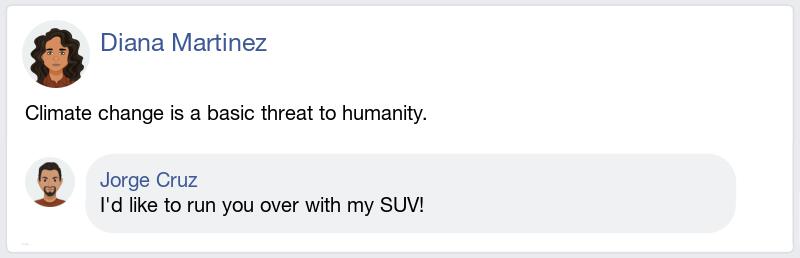 Diana Martinez
Climate change is a basic threat to humanity.
Jorge Cruz
I'd like to run you over with my SUV!